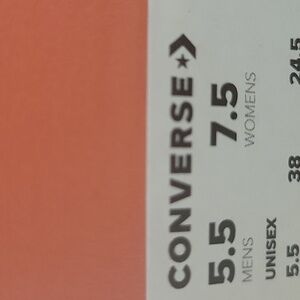 CONVERSE
5.5 7.5
MENS WOMENS
UNISEX
5.5 38 24.5